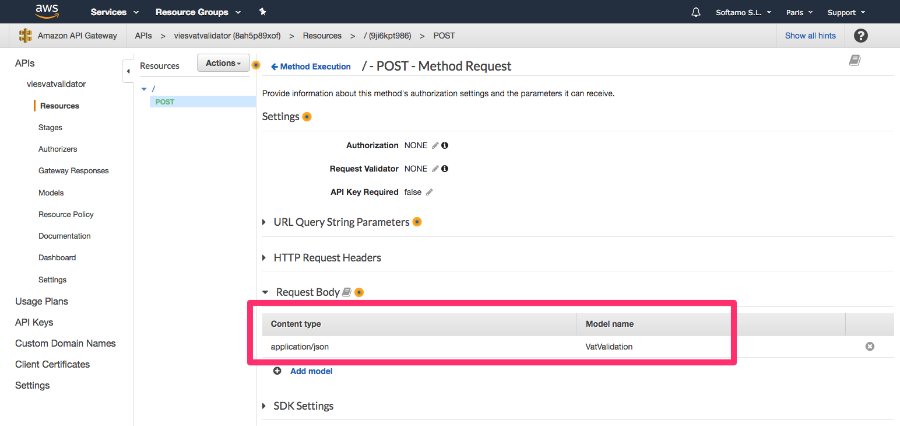 aws Services Resource Groups Softamo S.L. Paris Support
Amazon API Gateway APIs > viesvatvalidator (8ah5p89xof) > Resources > / (9ji6kpt986) > POST Show all hints ?
APIs
viesvatvalidator
Resources
Stages
Authorizers
Gateway Responses
Models
Resource Policy
Documentation
Dashboard
Settings
Usage Plans
API Keys
Custom Domain Names
Client Certificates
Settings
Resources Actions
/
POST
Method Execution / - POST - Method Request
Provide information about this method's authorization settings and the parameters it can receive.
Settings
Authorization NONE
Request Validator NONE
API Key Required false
URL Query String Parameters
HTTP Request Headers
Request Body
Content type Model name
application/json VatValidation
Add model
SDK Settings